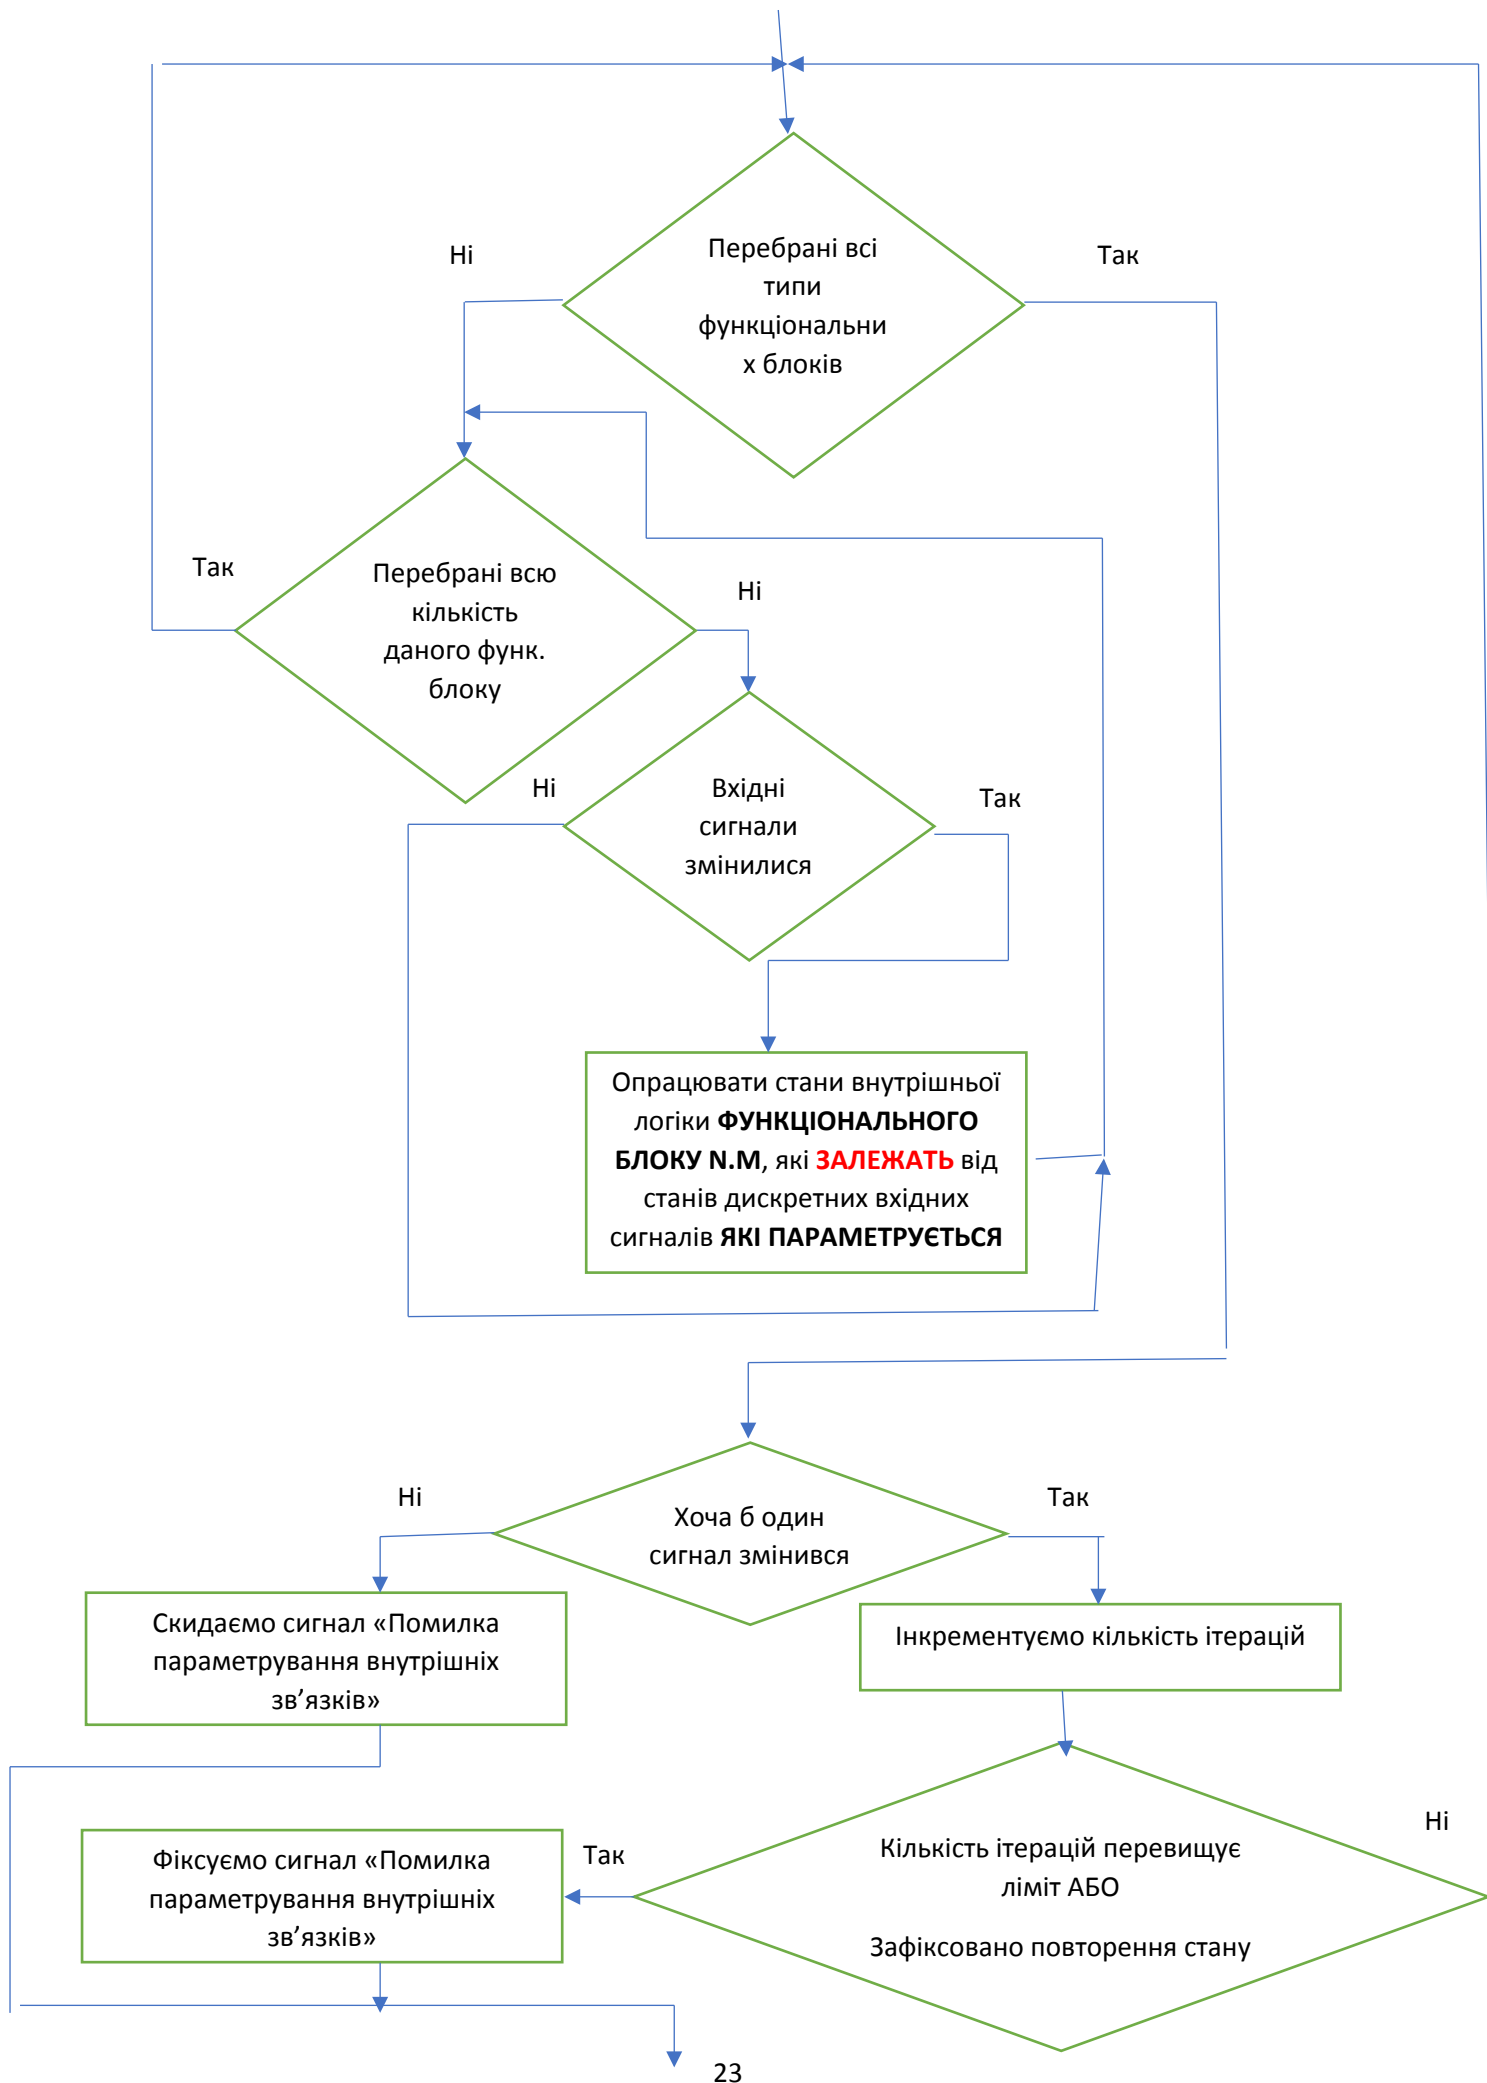 Ні
Перебрані всі
типи
функціональни
х блоків
Так
Так
Перебрані всю
кількість
даного функ.
блоку
Ні
Ні
Вхідні
сигнали
змінилися
Так
Опрацювати стани внутрішньої
логіки ФУНКЦІОНАЛЬНОГО
БЛОКУ N.M, які ЗАЛЕЖАТЬ від
станів дискретних вхідних
сигналів ЯКІ ПАРАМЕТРУЄТЬСЯ
Ні
Хоча б один
сигнал змінився
Так
Скидаємо сигнал «Помилка
параметрування внутрішніх
зв’язків»
Інкрементуємо кількість ітерацій
Фіксуємо сигнал «Помилка
параметрування внутрішніх
зв’язків»
Так
Кількість ітерацій перевищує
ліміт АБО
Зафіксовано повторення стану
Ні
23